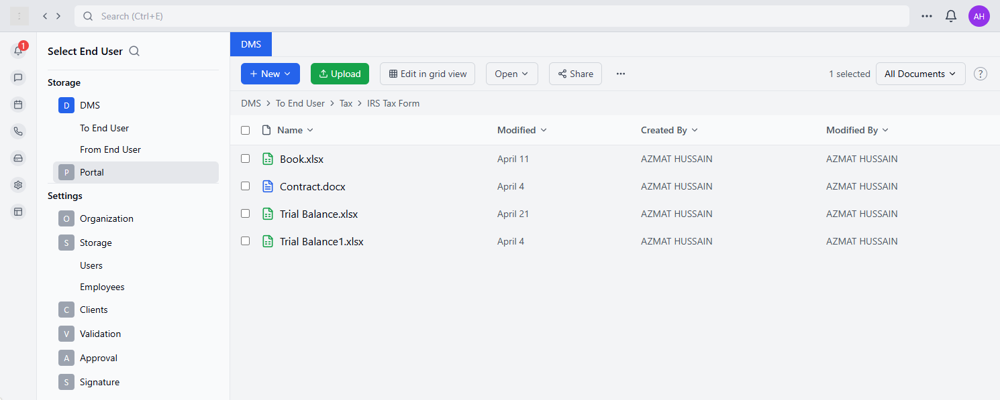 Search (Ctrl+E)
AH
1
Select End User
Storage
D DMS
To End User
From End User
P Portal
Settings
O Organization
S Storage
Users
Employees
C Clients
V Validation
A Approval
S Signature
DMS
+ New Upload Edit in grid view Open Share ••• 1 selected All Documents ?
DMS > To End User > Tax > IRS Tax Form
Name Modified Created By Modified By
Book.xlsx April 11 AZMAT HUSSAIN AZMAT HUSSAIN
Contract.docx April 4 AZMAT HUSSAIN AZMAT HUSSAIN
Trial Balance.xlsx April 21 AZMAT HUSSAIN AZMAT HUSSAIN
Trial Balance1.xlsx April 4 AZMAT HUSSAIN AZMAT HUSSAIN